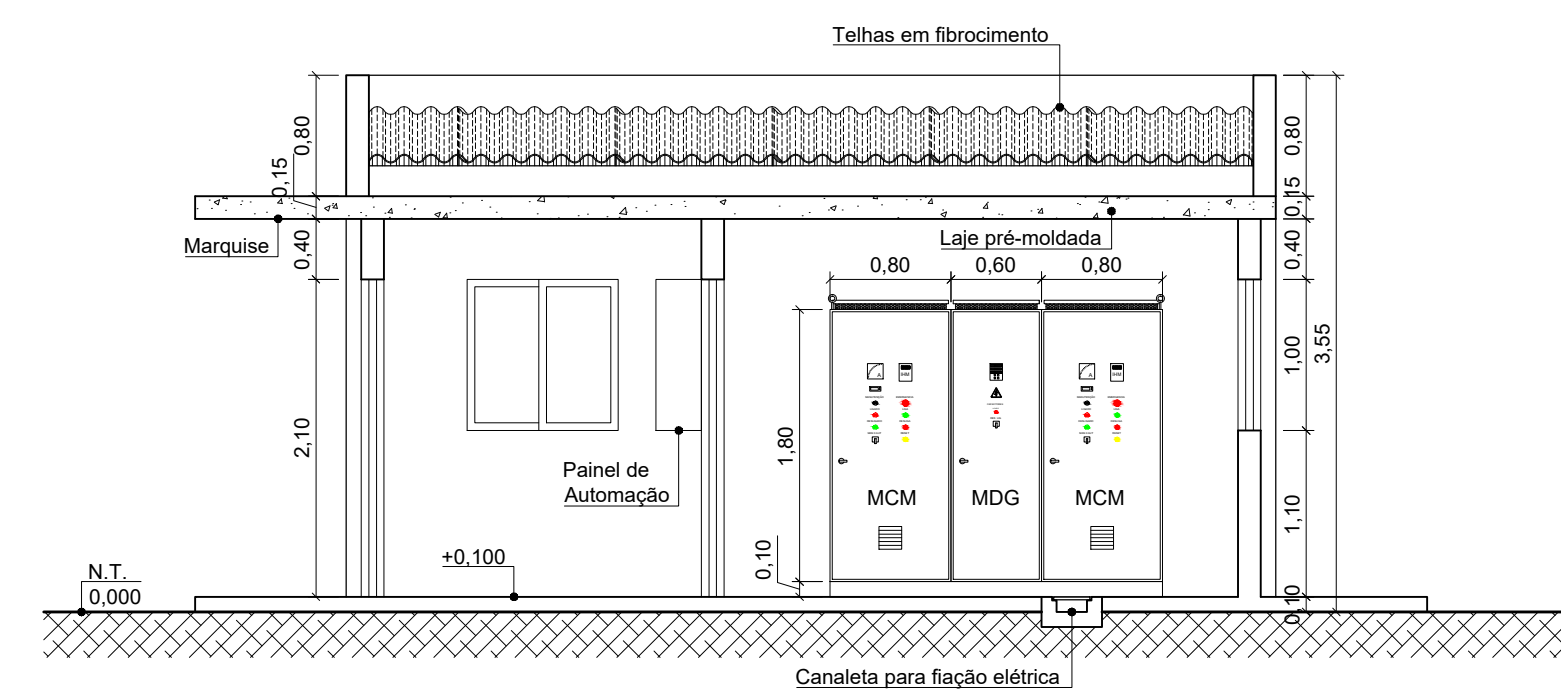 Telhas em fibrocimento
0,80
0,80
0,15
0,15
Marquise
0,40
Laje pré-moldada
0,40
0,80
0,60
0,80
A
IHM
A
IHM
1,00
3,55
2,10
1,80
Painel de
Automação
MCM
MDG
MCM
1,10
+0,100
0,10
N.T.
0,000
0,10
Canaleta para fiação elétrica